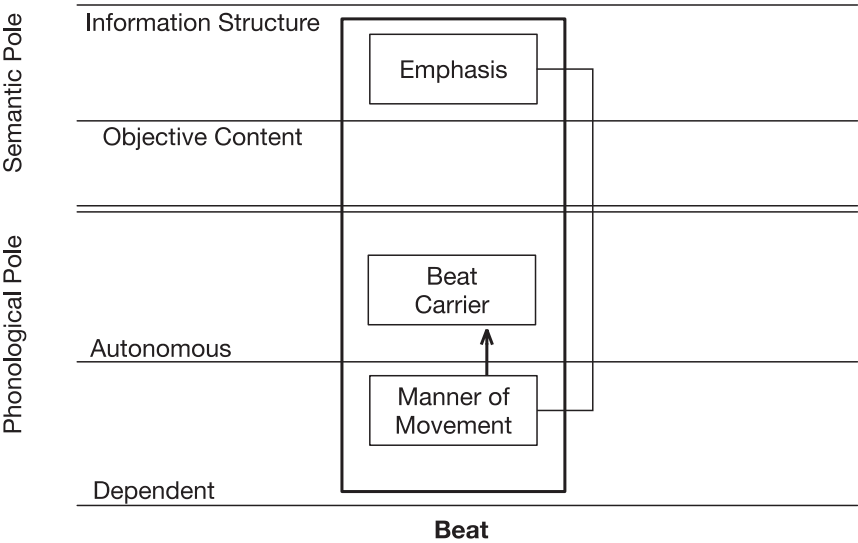 Semantic Pole
Information Structure
Emphasis
Objective Content
Phonological Pole
Beat
Carrier
Autonomous
Manner of
Movement
Dependent
Beat